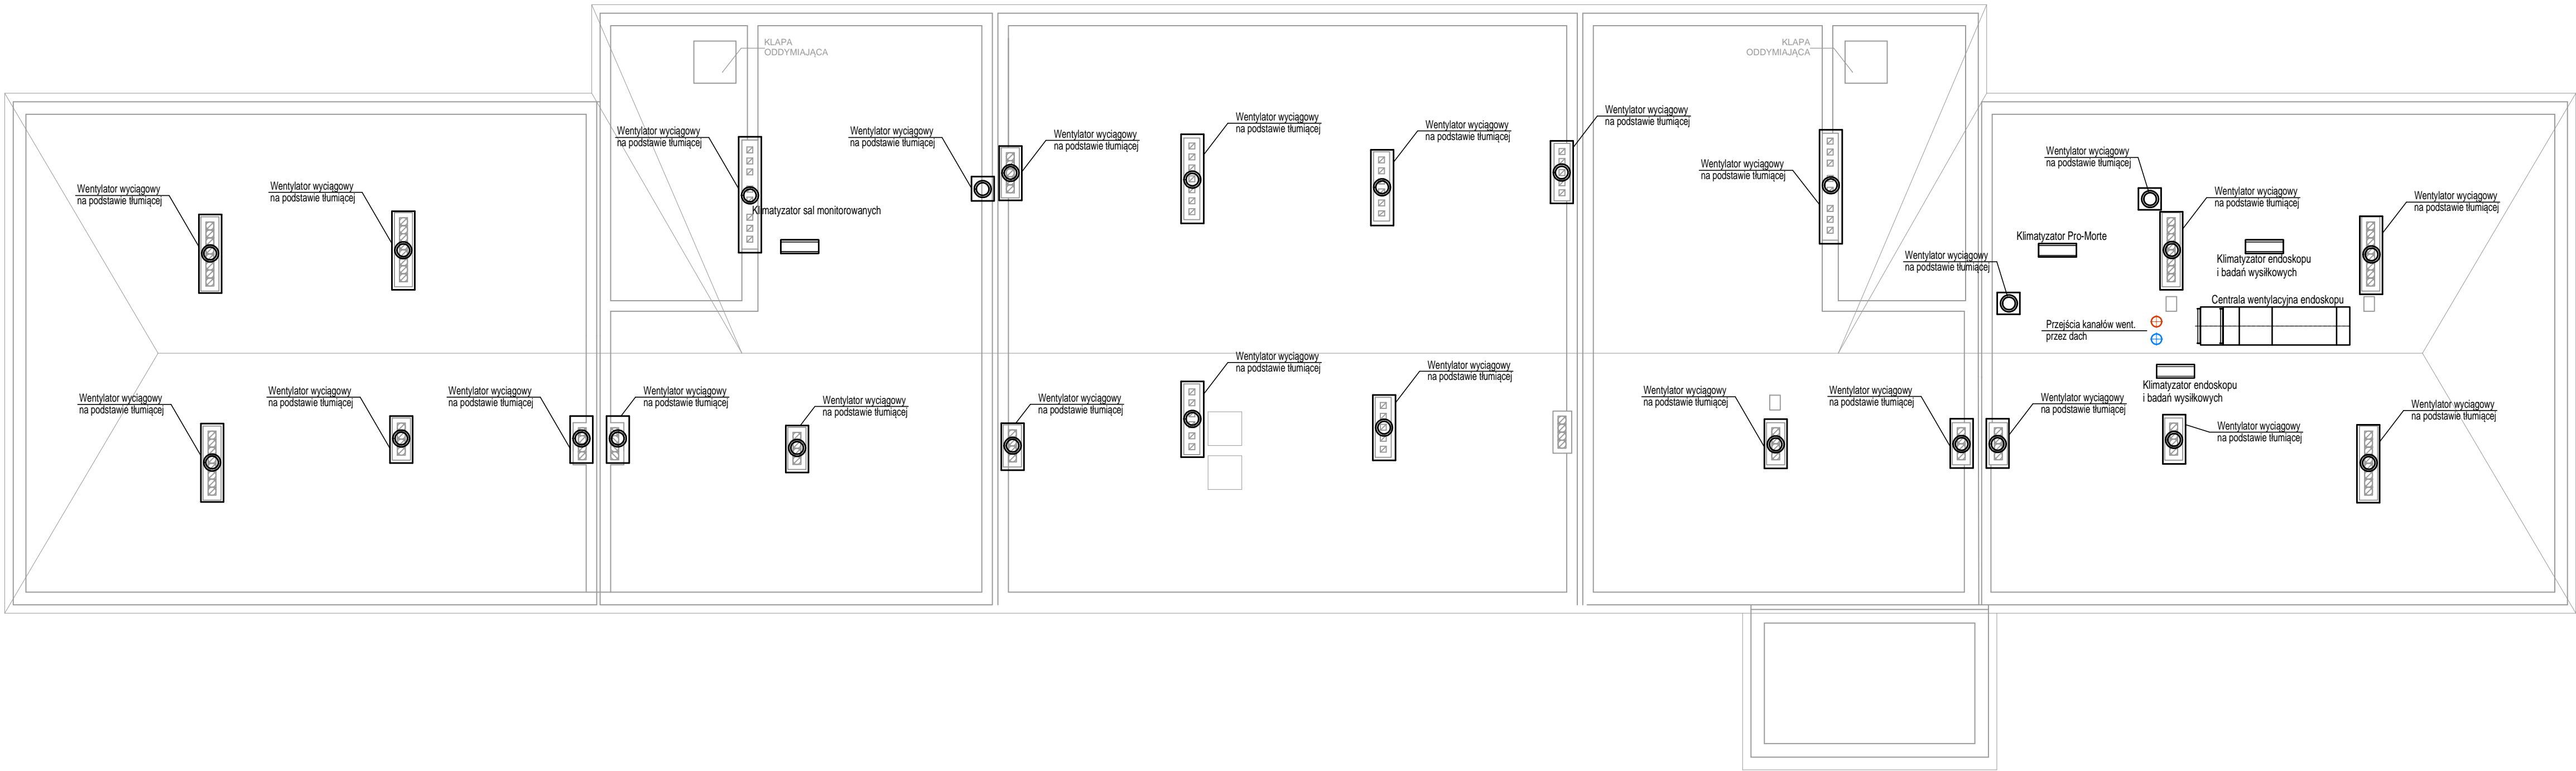 KLAPA
ODDYMIAJĄCA
KLAPA
ODDYMIAJĄCA
Wentylator wyciągowy
na podstawie tłumiącej
Wentylator wyciągowy
na podstawie tłumiącej
Wentylator wyciągowy
na podstawie tłumiącej
Wentylator wyciągowy
na podstawie tłumiącej
Wentylator wyciągowy
na podstawie tłumiącej
Wentylator wyciągowy
na podstawie tłumiącej
Wentylator wyciągowy
na podstawie tłumiącej
Wentylator wyciągowy
na podstawie tłumiącej
Wentylator wyciągowy
na podstawie tłumiącej
Wentylator wyciągowy
na podstawie tłumiącej
Wentylator wyciągowy
na podstawie tłumiącej
Wentylator wyciągowy
na podstawie tłumiącej
Wentylator wyciągowy
na podstawie tłumiącej
Klimatyzator sal monitorowanych
Klimatyzator Pro-Morte
Wentylator wyciągowy
na podstawie tłumiącej
Klimatyzator endoskopu
i badań wysiłkowych
Centrala wentylacyjna endoskopu
Przejścia kanałów went.
przez dach
Wentylator wyciągowy
na podstawie tłumiącej
Wentylator wyciągowy
na podstawie tłumiącej
Klimatyzator endoskopu
i badań wysiłkowych
Wentylator wyciągowy
na podstawie tłumiącej
Wentylator wyciągowy
na podstawie tłumiącej
Wentylator wyciągowy
na podstawie tłumiącej
Wentylator wyciągowy
na podstawie tłumiącej
Wentylator wyciągowy
na podstawie tłumiącej
Wentylator wyciągowy
na podstawie tłumiącej
Wentylator wyciągowy
na podstawie tłumiącej
Wentylator wyciągowy
na podstawie tłumiącej
Wentylator wyciągowy
na podstawie tłumiącej
Wentylator wyciągowy
na podstawie tłumiącej
Wentylator wyciągowy
na podstawie tłumiącej
Wentylator wyciągowy
na podstawie tłumiącej